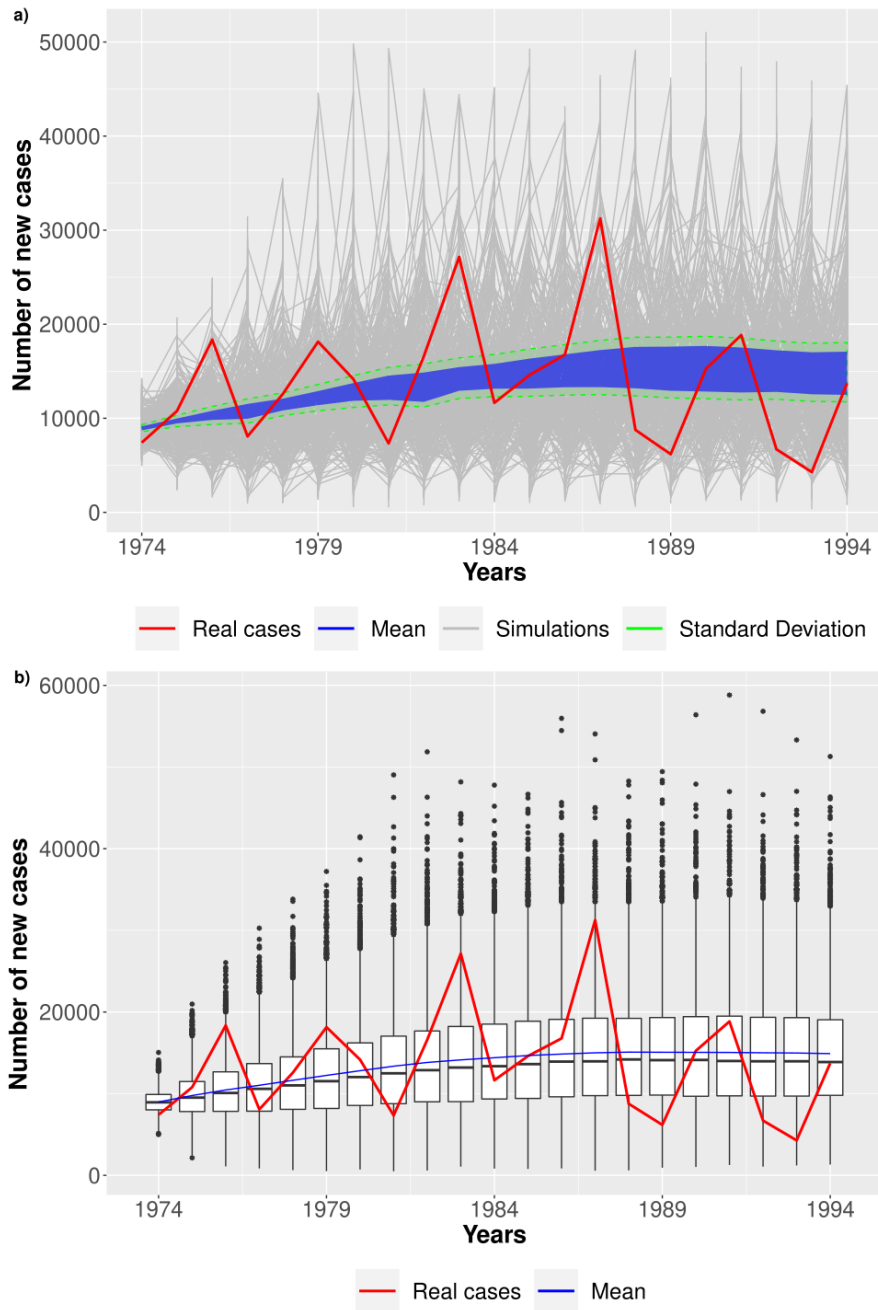 a)
50000
40000
30000
20000
10000
0
Number of new cases
1974 1979 1984 1989 1994
Years
Real cases Mean Simulations Standard Deviation
b)
60000
40000
20000
0
Number of new cases
1974 1979 1984 1989 1994
Years
Real cases Mean